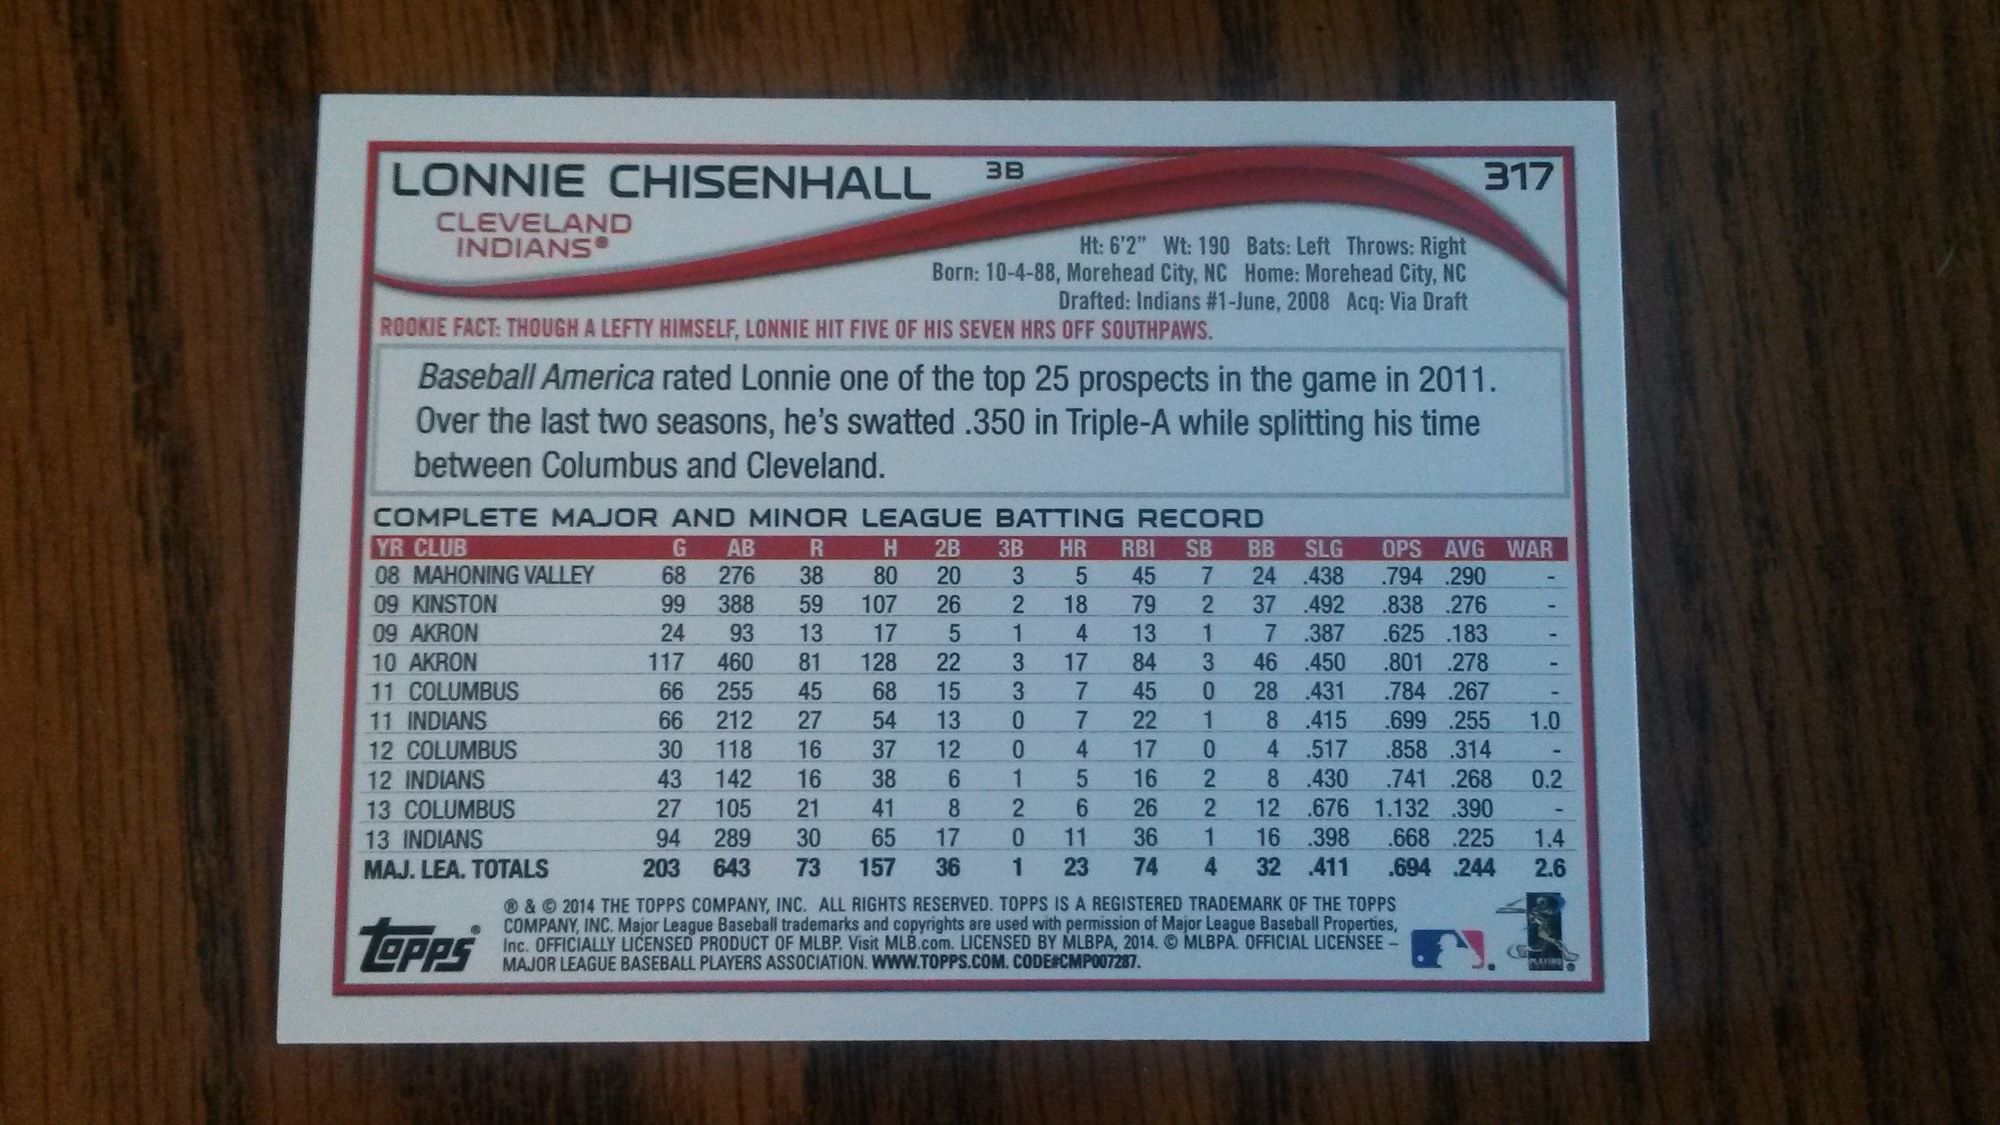 LONNIE CHISENHALL 3B 317
CLEVELAND
INDIANS®
Ht: 6'2" Wt: 190 Bats: Left Throws: Right
Born: 10-4-88, Morehead City, NC Home: Morehead City, NC
Drafted: Indians #1-June, 2008 Acq: Via Draft
ROOKIE FACT: THOUGH A LEFTY HIMSELF, LONNIE HIT FIVE OF HIS SEVEN HRS OFF SOUTHPAWS.
Baseball America rated Lonnie one of the top 25 prospects in the game in 2011.
Over the last two seasons, he's swatted .350 in Triple-A while splitting his time
between Columbus and Cleveland.
COMPLETE MAJOR AND MINOR LEAGUE BATTING RECORD
YR CLUB G AB R H 2B 3B HR RBI SB BB SLG OPS AVG WAR
08 MAHONING VALLEY 68 276 38 80 20 3 5 45 7 24 .438 .794 .290 -
09 KINSTON 99 388 59 107 26 2 18 79 2 37 .492 .838 .276 -
09 AKRON 24 93 13 17 5 1 4 13 1 7 .387 .625 .183 -
10 AKRON 117 460 81 128 22 3 17 84 3 46 .450 .801 .278 -
11 COLUMBUS 66 255 45 68 15 3 7 45 0 28 .431 .784 .267 -
11 INDIANS 66 212 27 54 13 0 7 22 1 8 .415 .699 .255 1.0
12 COLUMBUS 30 118 16 37 12 0 4 17 0 4 .517 .858 .314 -
12 INDIANS 43 142 16 38 6 1 5 16 2 8 .430 .741 .268 0.2
13 COLUMBUS 27 105 21 41 8 2 6 26 2 12 .676 1.132 .390 -
13 INDIANS 94 289 30 65 17 0 11 36 1 16 .398 .668 .225 1.4
MAJ. LEA. TOTALS 203 643 73 157 36 1 23 74 4 32 .411 .694 .244 2.6
® & © 2014 THE TOPPS COMPANY, INC. ALL RIGHTS RESERVED. TOPPS IS A REGISTERED TRADEMARK OF THE TOPPS
COMPANY, INC. Major League Baseball trademarks and copyrights are used with permission of Major League Baseball Properties,
Inc. OFFICIALLY LICENSED PRODUCT OF MLBP. Visit MLB.com. LICENSED BY MLBPA, 2014. © MLBPA. OFFICIAL LICENSEE –
MAJOR LEAGUE BASEBALL PLAYERS ASSOCIATION. WWW.TOPPS.COM. CODE#CMP007287.
topps®